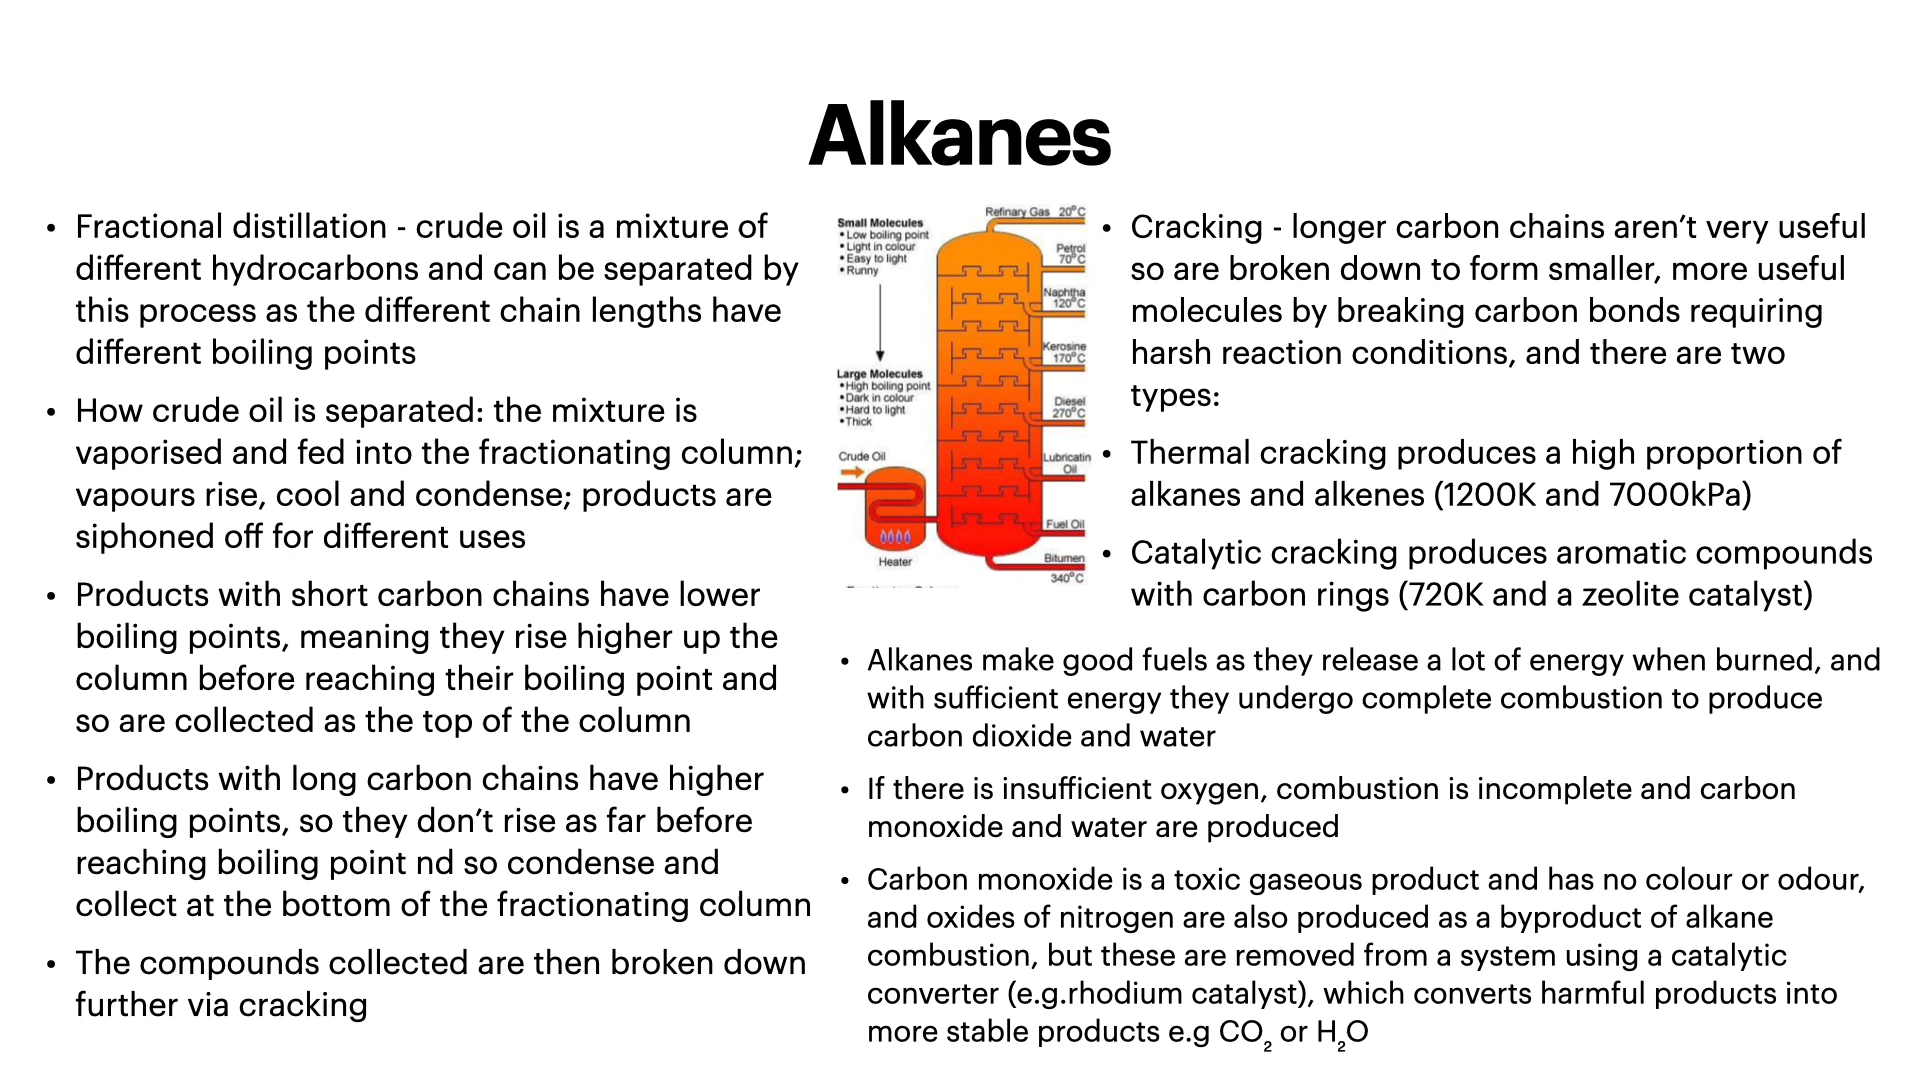 Alkanes
• Fractional distillation - crude oil is a mixture of
different hydrocarbons and can be separated by
this process as the different chain lengths have
different boiling points
• How crude oil is separated: the mixture is
vaporised and fed into the fractionating column;
vapours rise, cool and condense; products are
siphoned off for different uses
• Products with short carbon chains have lower
boiling points, meaning they rise higher up the
column before reaching their boiling point and
so are collected as the top of the column
• Products with long carbon chains have higher
boiling points, so they don’t rise as far before
reaching boiling point nd so condense and
collect at the bottom of the fractionating column
• The compounds collected are then broken down
further via cracking
Small Molecules
• Low boiling point
• Light in colour
• Easy to light
• Runny
Large Molecules
• High boiling point
• Dark in colour
• Hard to light
• Thick
Crude Oil
Heater
Refinary Gas 20°C
Petrol
70°C
Naphtha
120°C
Kerosine
170°C
Diesel
270°C
Lubricatin
Oil
Fuel Oil
Bitumen
340°C
• Cracking - longer carbon chains aren’t very useful
so are broken down to form smaller, more useful
molecules by breaking carbon bonds requiring
harsh reaction conditions, and there are two
types:
• Thermal cracking produces a high proportion of
alkanes and alkenes (1200K and 7000kPa)
• Catalytic cracking produces aromatic compounds
with carbon rings (720K and a zeolite catalyst)
• Alkanes make good fuels as they release a lot of energy when burned, and
with sufficient energy they undergo complete combustion to produce
carbon dioxide and water
• If there is insufficient oxygen, combustion is incomplete and carbon
monoxide and water are produced
• Carbon monoxide is a toxic gaseous product and has no colour or odour,
and oxides of nitrogen are also produced as a byproduct of alkane
combustion, but these are removed from a system using a catalytic
converter (e.g.rhodium catalyst), which converts harmful products into
more stable products e.g CO₂ or H₂O